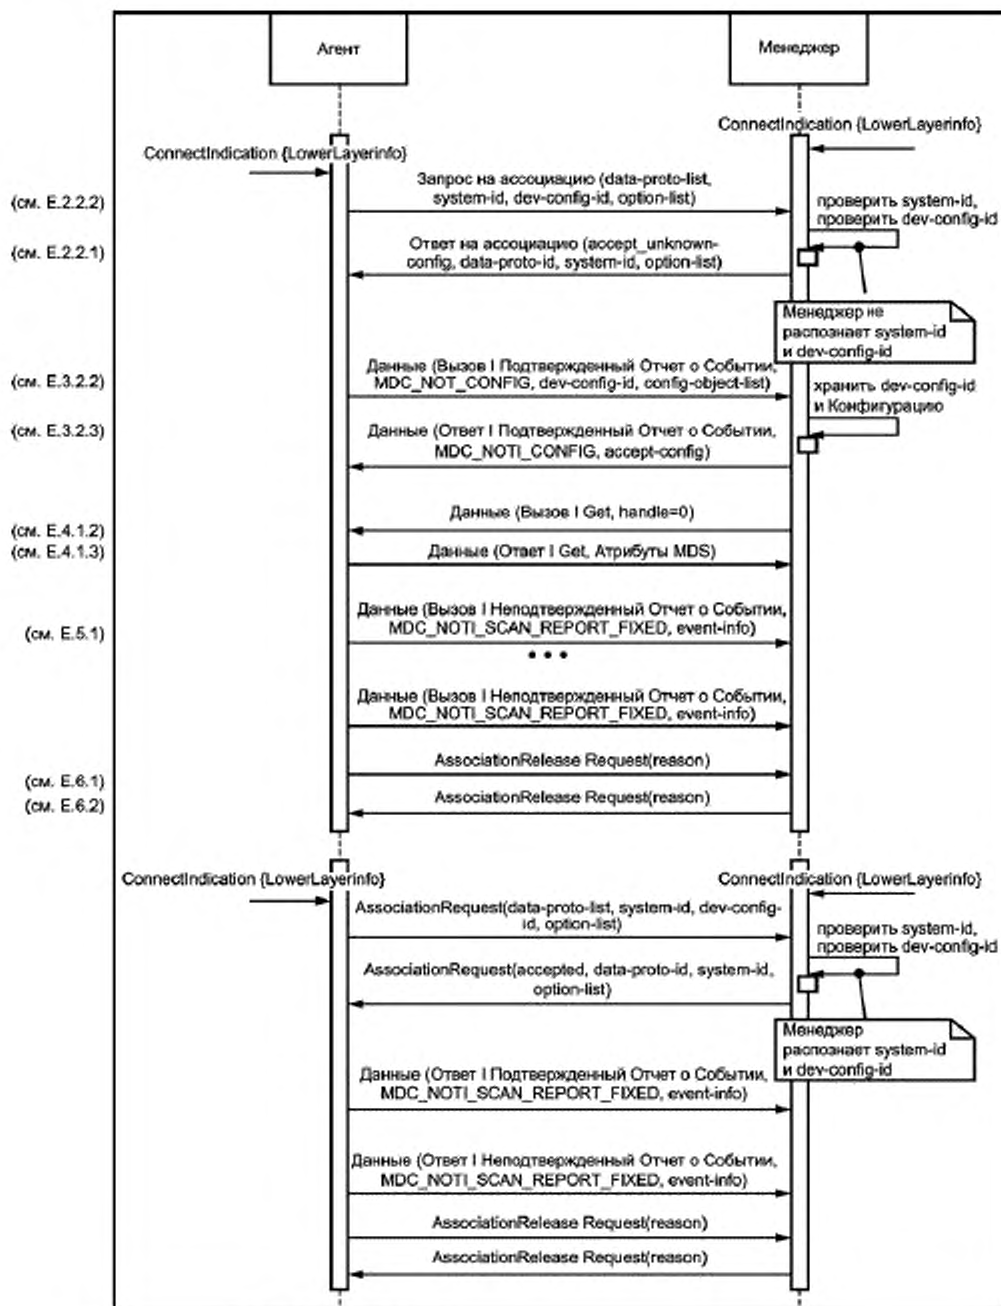 Агент
Менеджер
ConnectIndication {LowerLayerinfo}
ConnectIndication {LowerLayerinfo}
Запрос на ассоциацию (data-proto-list,
system-id, dev-config-id, option-list)
(см. E.2.2.2)
проверить system-id,
проверить dev-config-id
Ответ на ассоциацию (accept_unknown-
config, data-proto-id, system-id, option-list)
(см. E.2.2.1)
Менеджер не
распознает system-id
и dev-config-id
Данные (Вызов I Подтвержденный Отчет о Событии,
MDC_NOT_CONFIG, dev-config-id, config-object-list)
(см. E.3.2.2)
хранить dev-config-id
и Конфигурацию
Данные (Ответ I Подтвержденный Отчет о Событии,
MDC_NOTI_CONFIG, accept-config)
(см. E.3.2.3)
Данные (Вызов I Get, handle=0)
(см. E.4.1.2)
(см. E.4.1.3)
Данные (Ответ I Get, Атрибуты MDS)
Данные (Вызов I Неподтвержденный Отчет о Событии,
MDC_NOTI_SCAN_REPORT_FIXED, event-info)
(см. E.5.1)
• • •
Данные (Вызов I Неподтвержденный Отчет о Событии,
MDC_NOTI_SCAN_REPORT_FIXED, event-info)
AssociationRelease Request(reason)
(см. E.6.1)
AssociationRelease Request(reason)
(см. E.6.2)
ConnectIndication {LowerLayerinfo}
ConnectIndication {LowerLayerinfo}
AssociationRequest(data-proto-list, system-id, dev-config-
id, option-list)
проверить system-id,
проверить dev-config-id
AssociationRequest(accepted, data-proto-id, system-id,
option-list)
Менеджер
распознает system-id
и dev-config-id
Данные (Ответ I Подтвержденный Отчет о Событии,
MDC_NOTI_SCAN_REPORT_FIXED, event-info)
Данные (Ответ I Неподтвержденный Отчет о Событии,
MDC_NOTI_SCAN_REPORT_FIXED, event-info)
AssociationRelease Request(reason)
AssociationRelease Request(reason)